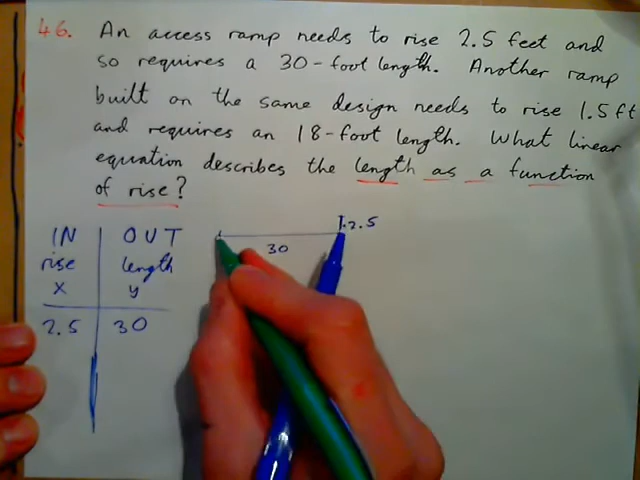 46. An access ramp needs to rise 2.5 feet and
so requires a 30-foot length. Another ramp
built on the same design needs to rise 1.5 ft
and requires an 18-foot length. What linear
equation describes the length as a function
of rise?
IN OUT
rise length
x y
2.5 30
30
2.5